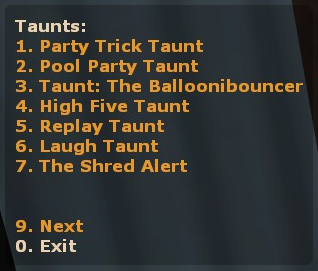 Taunts:
1. Party Trick Taunt
2. Pool Party Taunt
3. Taunt: The Balloonibouncer
4. High Five Taunt
5. Replay Taunt
6. Laugh Taunt
7. The Shred Alert
9. Next
0. Exit